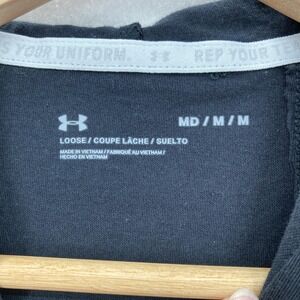 S YOUR UNIFORM. REP YOUR TE
MD / M / M
LOOSE / COUPE LÂCHE / SUELTO
MADE IN VIETNAM / FABRIQUÉ AU VIETNAM /
HECHO EN VIETNAM